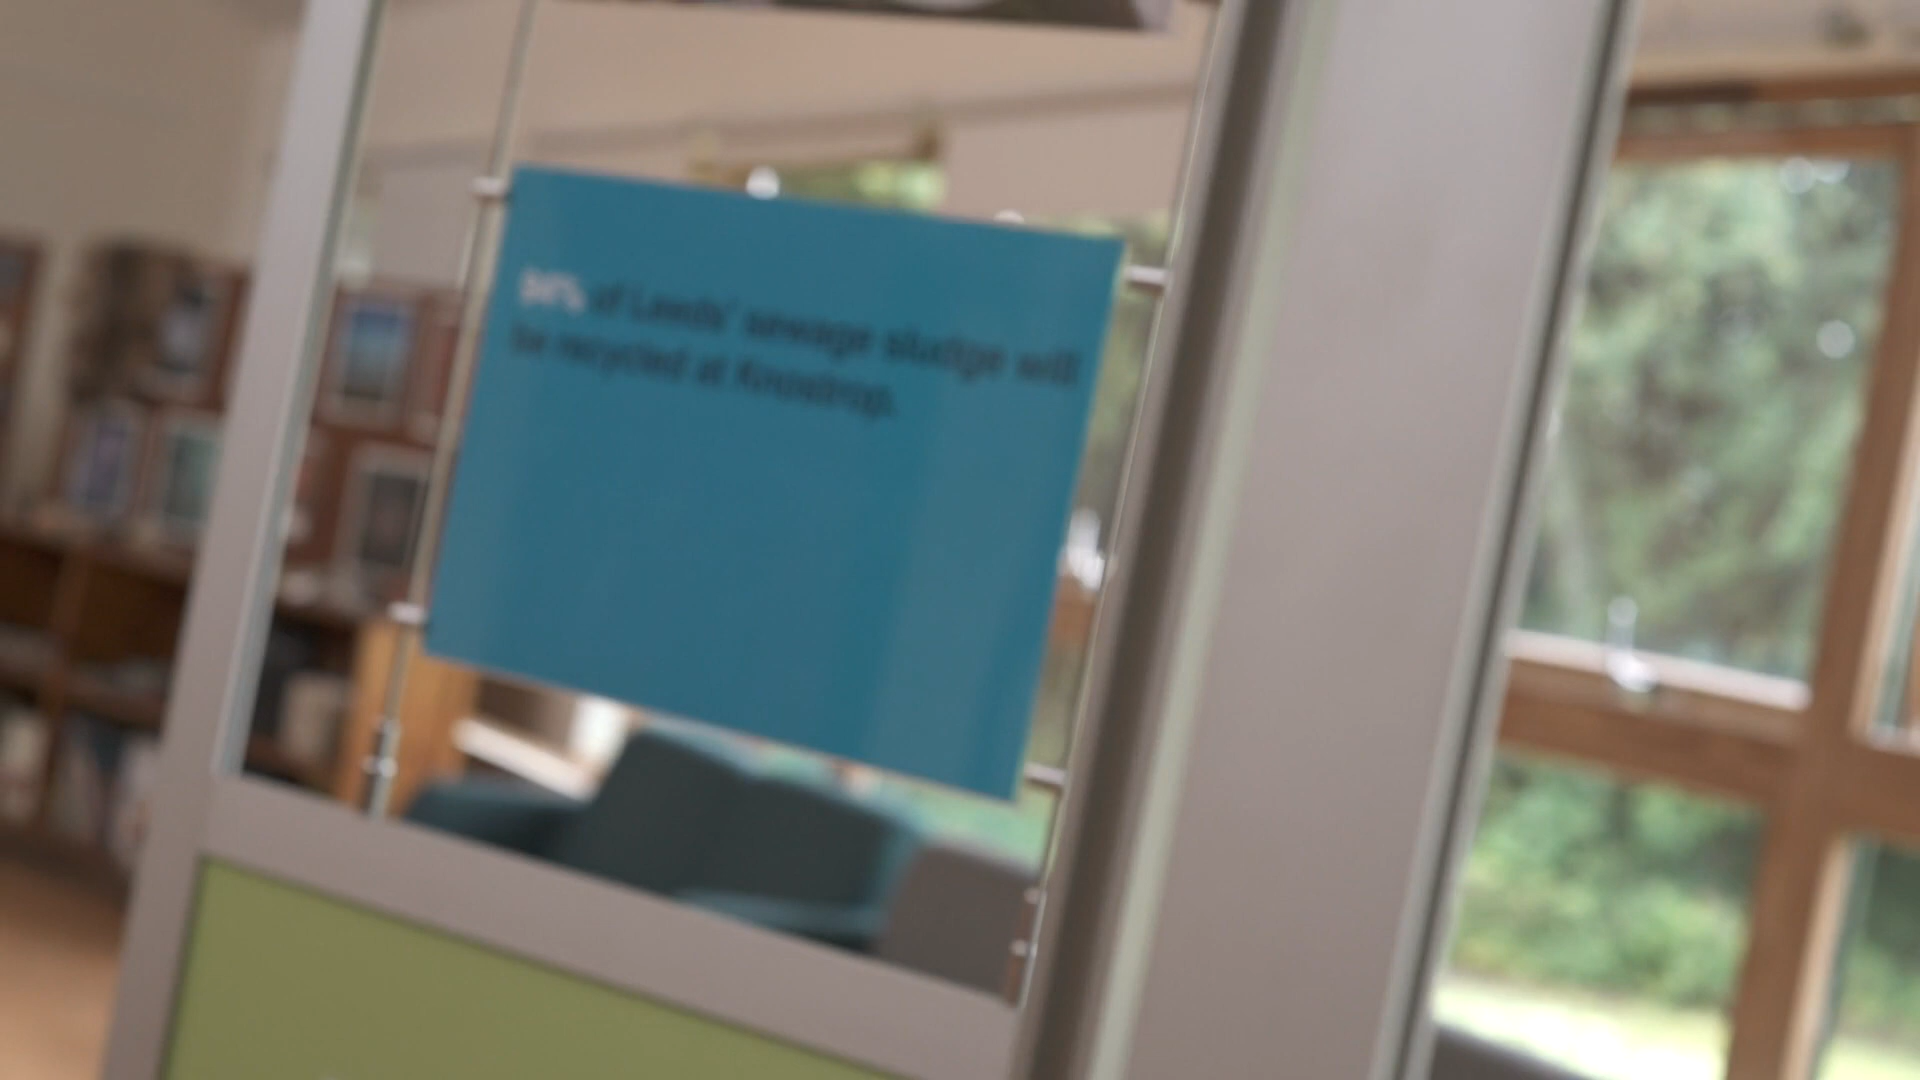 of Leeds' sewage sludge will
be recycled at Knostrop.